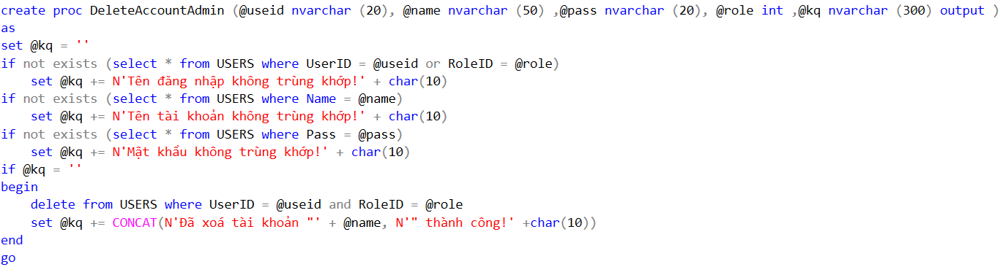 create proc DeleteAccountAdmin (@useid nvarchar (20), @name nvarchar (50) ,@pass nvarchar (20), @role int ,@kq nvarchar (300) output )
as
set @kq = ''
if not exists (select * from USERS where UserID = @useid or RoleID = @role)
    set @kq += N'Tên đăng nhập không trùng khớp!' + char(10)
if not exists (select * from USERS where Name = @name)
    set @kq += N'Tên tài khoản không trùng khớp!' + char(10)
if not exists (select * from USERS where Pass = @pass)
    set @kq += N'Mật khẩu không trùng khớp!' + char(10)
if @kq = ''
begin
    delete from USERS where UserID = @useid and RoleID = @role
    set @kq += CONCAT(N'Đã xoá tài khoản "' + @name, N'" thành công!' +char(10))
end
go